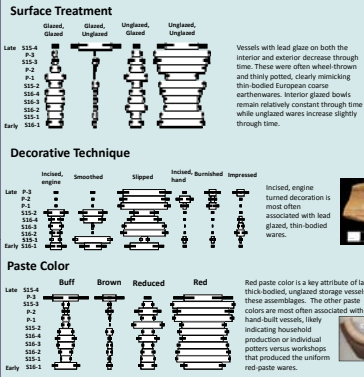 Surface Treatment
Glazed, Glazed
Glazed, Unglazed
Unglazed, Glazed
Unglazed, Unglazed
Late S15-4
P-3
S15-3
P-2
P-1
S15-2
S16-4
S16-3
S16-2
S15-1
Early S16-1
Vessels with lead glaze on both the
interior and exterior decrease through
time. These were often wheel-thrown
and thinly potted, clearly mimicking
thin-bodied European coarse
earthenwares. Interior glazed bowls
remain relatively constant through time
while unglazed wares increase slightly
through time.
Decorative Technique
Incised, engine
Smoothed
Slipped
Incised, hand
Burnished
Impressed
Late P-3
P-2
P-1
S15-2
S16-4
S16-3
S16-2
S15-1
Early S16-1
Incised, engine
turned decoration is
most often
associated with lead
glazed, thin-bodied
wares.
Paste Color
Buff
Brown
Reduced
Red
Late S15-4
P-3
S15-3
P-2
P-1
S15-2
S16-4
S16-3
S16-2
S15-1
Early S16-1
Red paste color is a key attribute of la
thick-bodied, unglazed storage vessels
these assemblages. The other paste
colors are most often associated with
hand-built vessels, likely
indicating household
production or individual
potters versus workshops
that produced the uniform
red-paste wares.